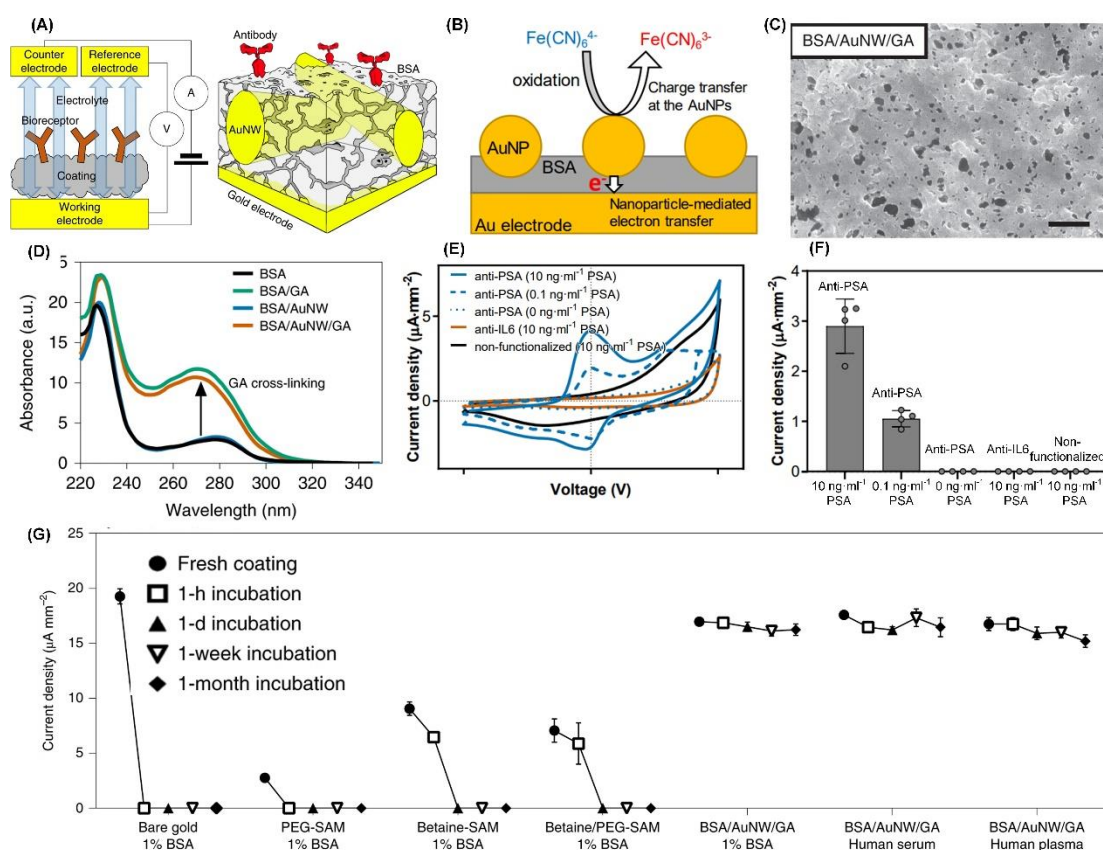 (A)
Counter
electrode
Reference
electrode
Electrolyte
Bioreceptor
Coating
Working
electrode
A
V
Antibody
BSA
AuNW
Gold electrode
(B)
Fe(CN)₆⁴⁻
Fe(CN)₆³⁻
oxidation
Charge transfer
at the AuNPs
AuNP
BSA
e⁻
Nanoparticle-mediated
electron transfer
Au electrode
(C)
BSA/AuNW/GA
(D)
Absorbance (a.u.)
5
20
15
10
5
0
BSA
BSA/GA
BSA/AuNW
BSA/AuNW/GA
GA cross-linking
220 240 260 280 300 320 340
Wavelength (nm)
(E)
Current density (µA·mm⁻²)
5
0
anti-PSA (10 ng·ml⁻¹ PSA)
anti-PSA (0.1 ng·ml⁻¹ PSA)
anti-PSA (0 ng·ml⁻¹ PSA)
anti-IL6 (10 ng·ml⁻¹ PSA)
non-functionalized (10 ng·ml⁻¹ PSA)
Voltage (V)
(F)
Current density (µA·mm⁻²)
4
3
2
1
0
Anti-PSA
Anti-PSA
Anti-PSA
Anti-IL6
Non-
functionalized
10 ng·ml⁻¹
PSA
0.1 ng·ml⁻¹
PSA
0 ng·ml⁻¹
PSA
10 ng·ml⁻¹
PSA
10 ng·ml⁻¹
PSA
(G)
Current density (µA mm⁻²)
25
20
15
10
5
0
Fresh coating
1-h incubation
1-d incubation
1-week incubation
1-month incubation
Bare gold
1% BSA
PEG-SAM
1% BSA
Betaine-SAM
1% BSA
Betaine/PEG-SAM
1% BSA
BSA/AuNW/GA
1% BSA
BSA/AuNW/GA
Human serum
BSA/AuNW/GA
Human plasma